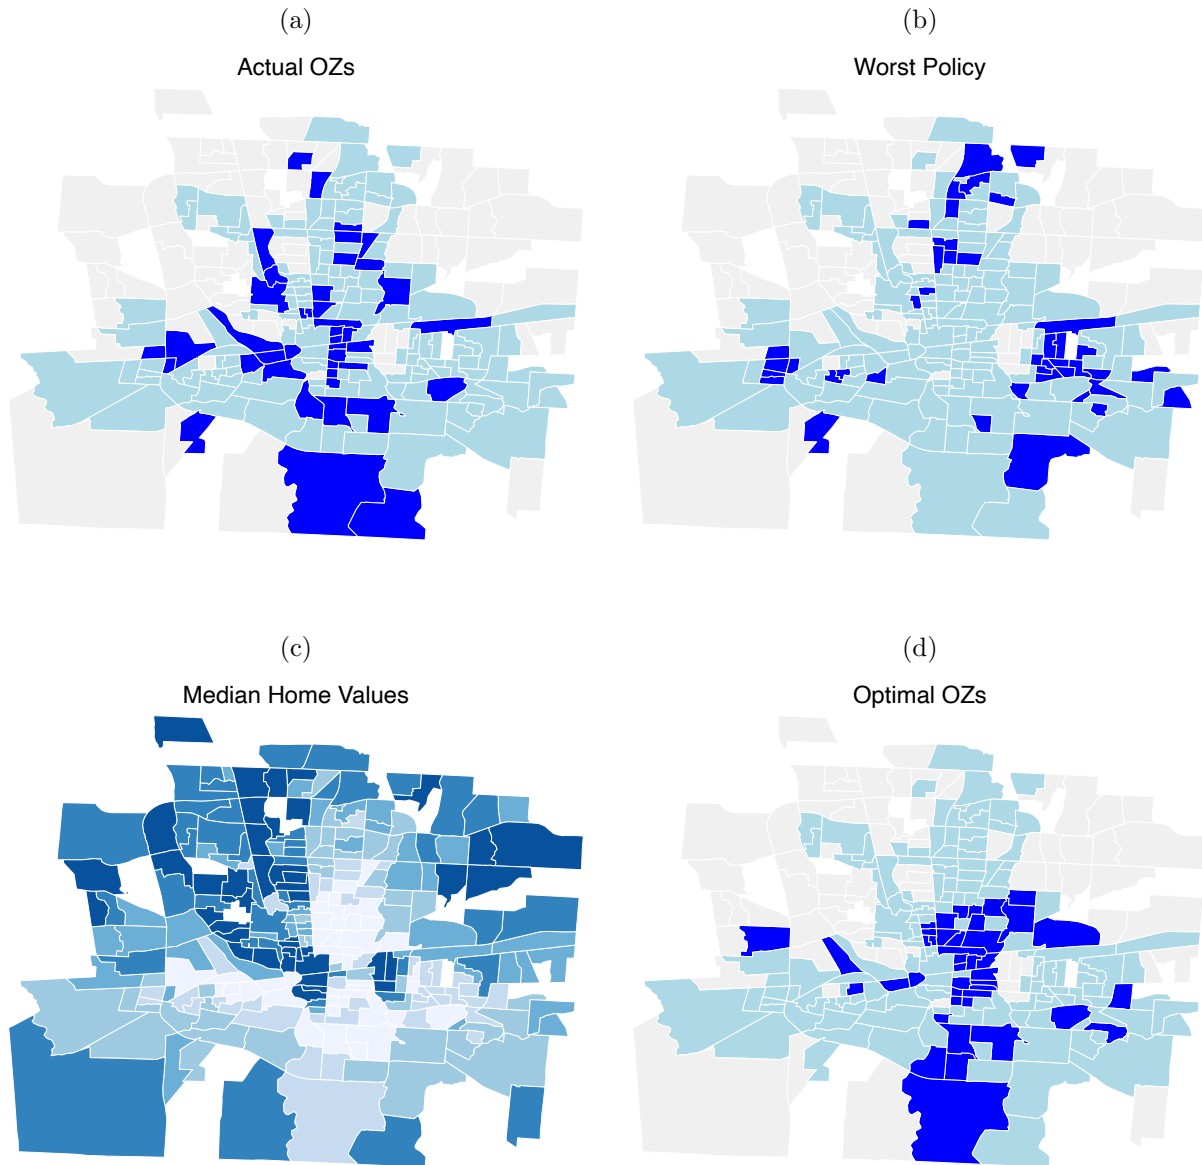 (a)
Actual OZs
(b)
Worst Policy
(c)
Median Home Values
(d)
Optimal OZs